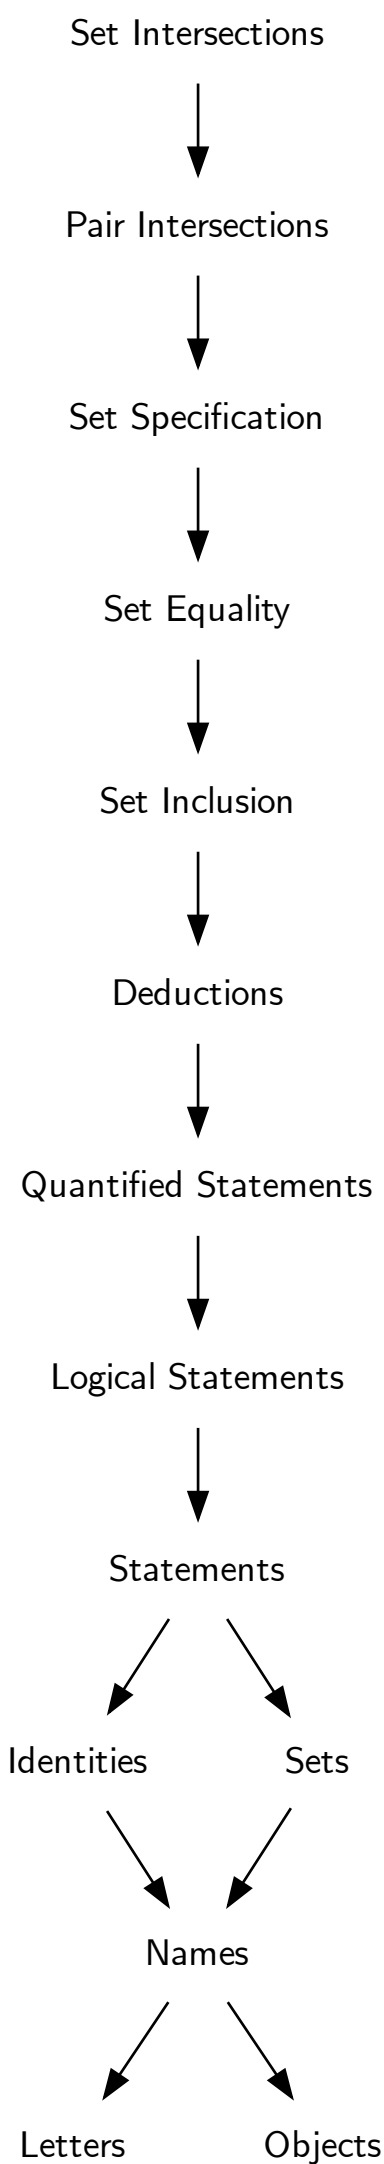 Set Intersections
Pair Intersections
Set Specification
Set Equality
Set Inclusion
Deductions
Quantified Statements
Logical Statements
Statements
Identities
Sets
Names
Letters
Objects